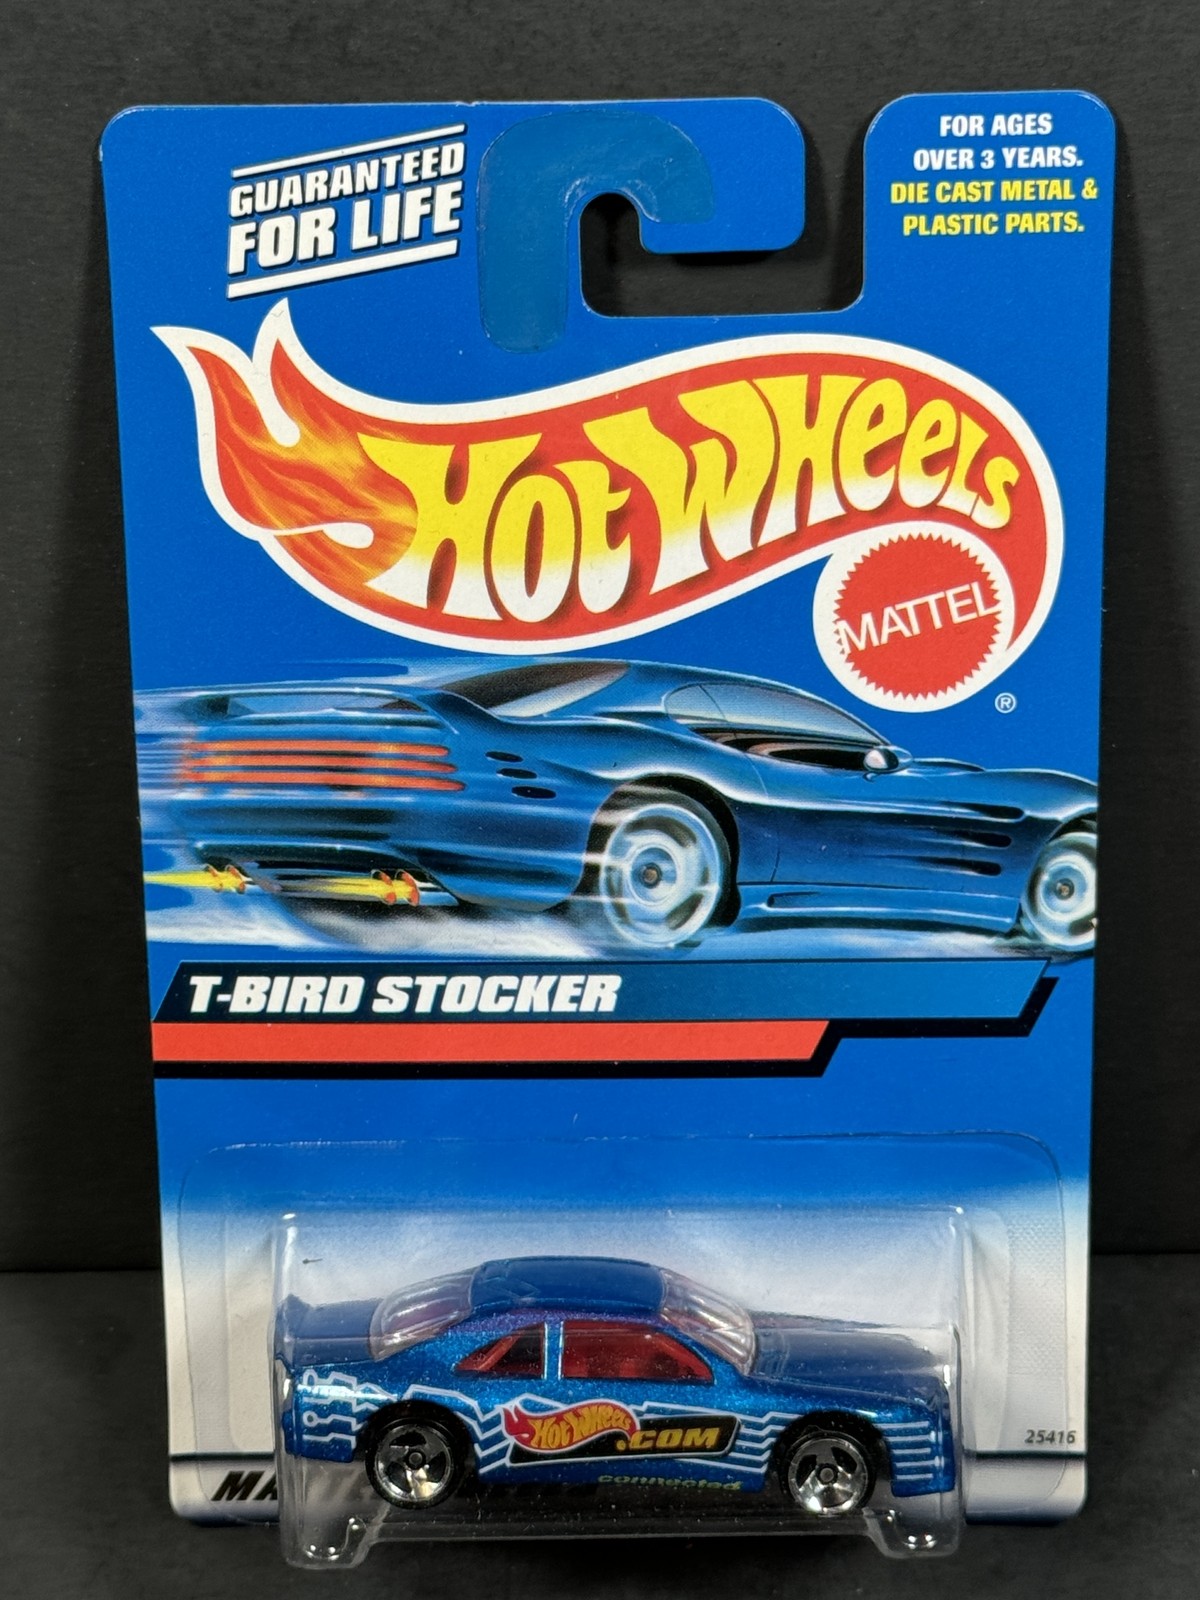 GUARANTEED
FOR LIFE
FOR AGES
OVER 3 YEARS.
DIE CAST METAL &
PLASTIC PARTS.
HOT WHEELS
MATTEL
®
T-BIRD STOCKER
HOT WHEELS
.COM
connected
25416